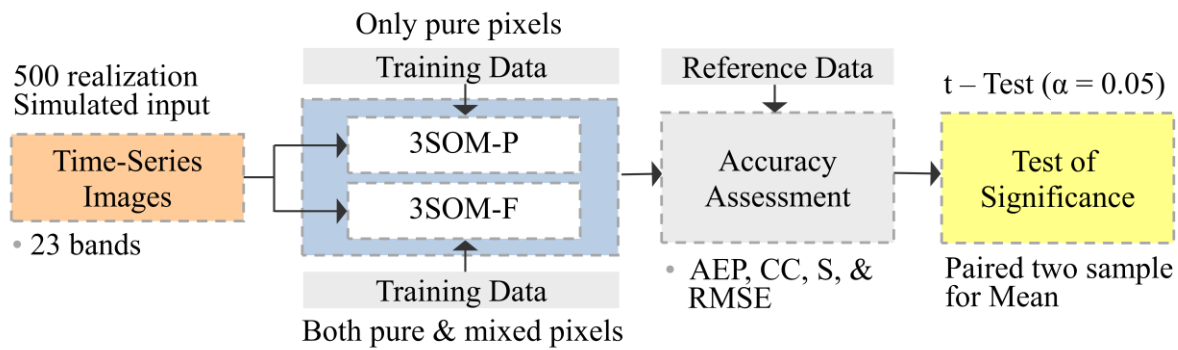 Only pure pixels
500 realization
Simulated input
Training Data
Reference Data
t – Test (α = 0.05)
Time-Series
Images
3SOM-P
3SOM-F
Accuracy
Assessment
Test of
Significance
• 23 bands
Training Data
Both pure & mixed pixels
• AEP, CC, S, &
RMSE
Paired two sample
for Mean